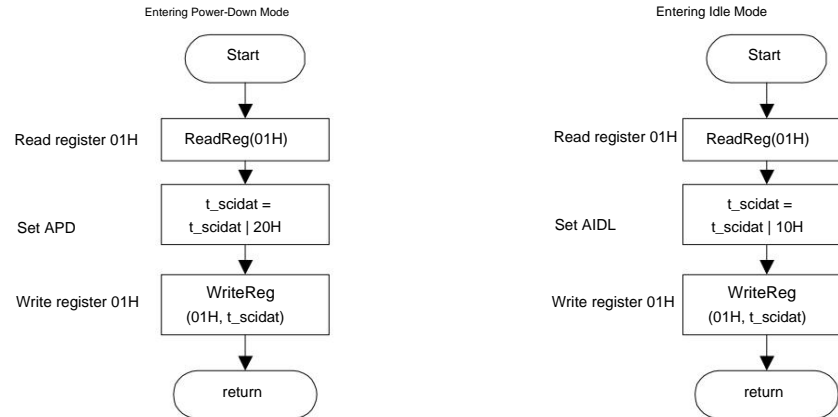 Entering Power-Down Mode
Start
Read register 01H
ReadReg(01H)
Set APD
t_scidat =
t_scidat | 20H
Write register 01H
WriteReg
(01H, t_scidat)
return
Entering Idle Mode
Start
Read register 01H
ReadReg(01H)
Set AIDL
t_scidat =
t_scidat | 10H
Write register 01H
WriteReg
(01H, t_scidat)
return